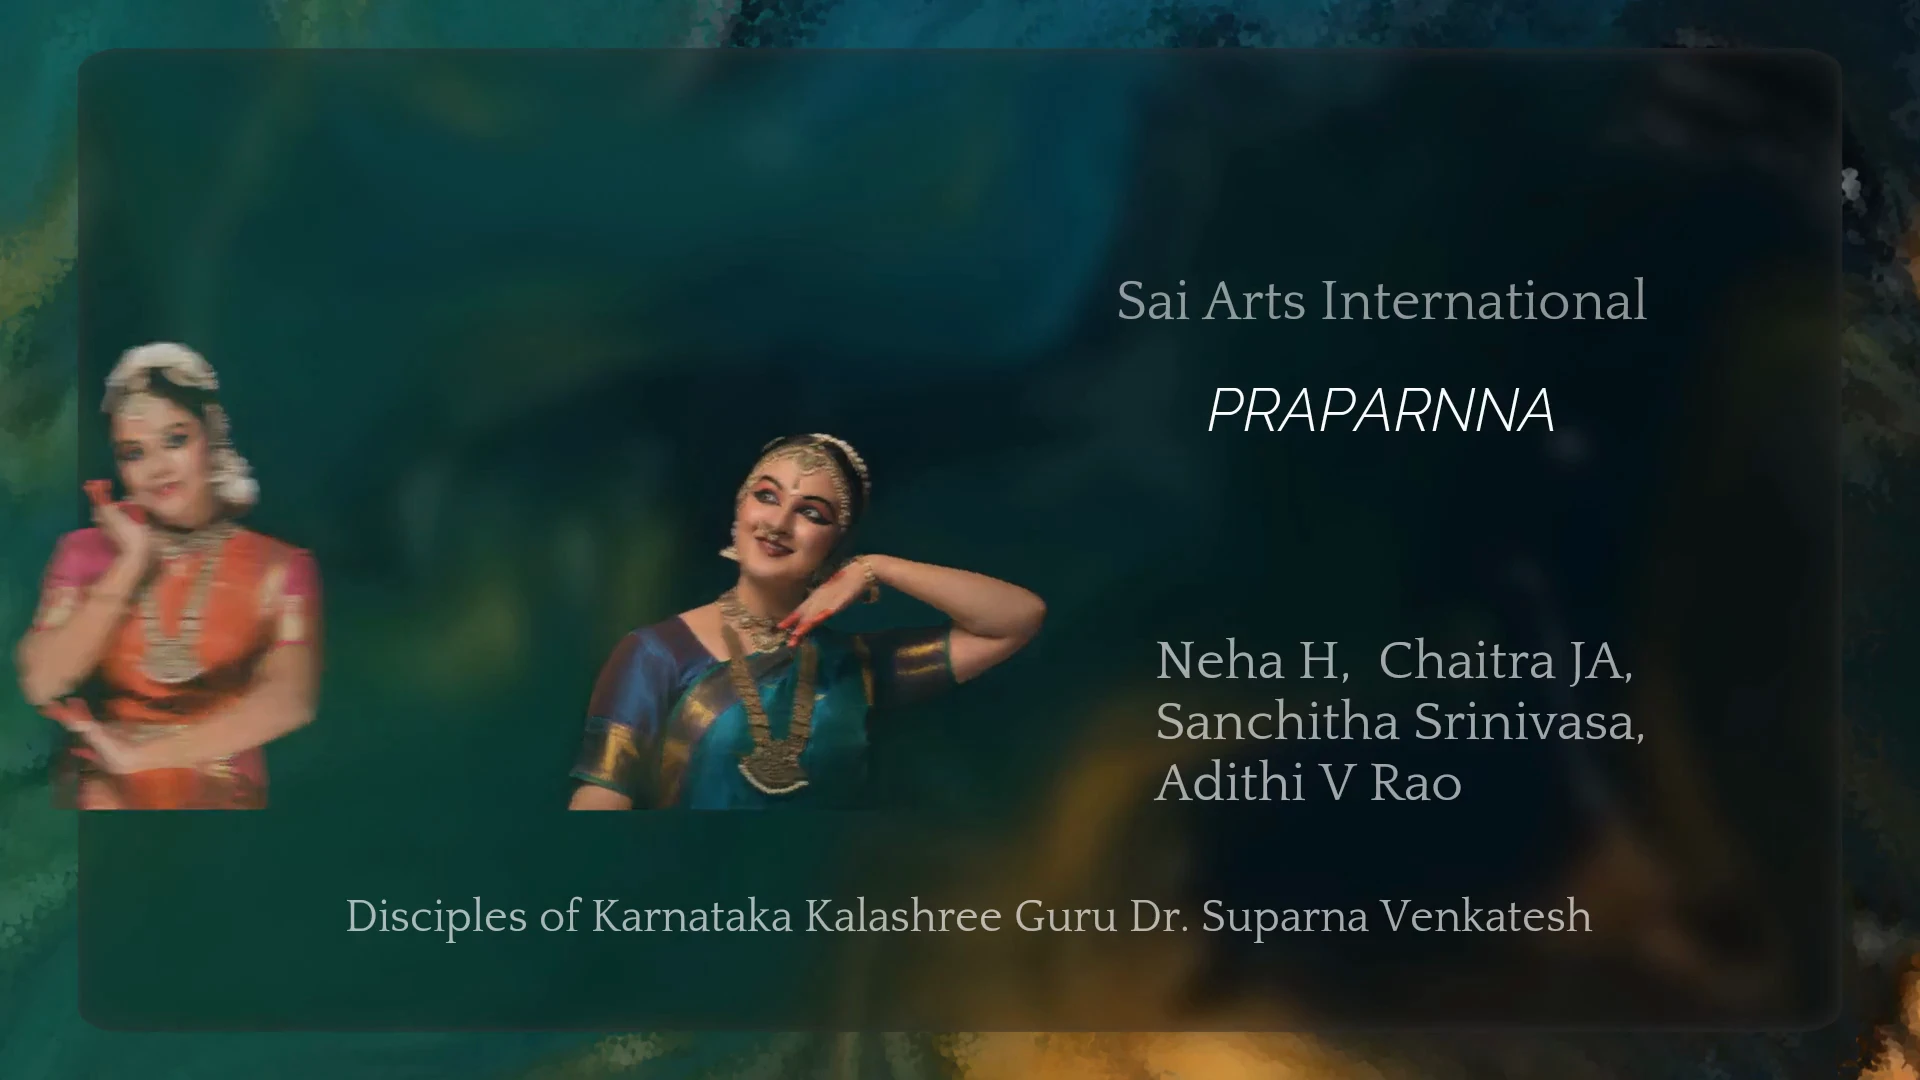 Sai Arts International
PRAPARNNA
Neha H,  Chaitra JA,
Sanchitha Srinivasa,
Adithi V Rao
Disciples of Karnataka Kalashree Guru Dr. Suparna Venkatesh